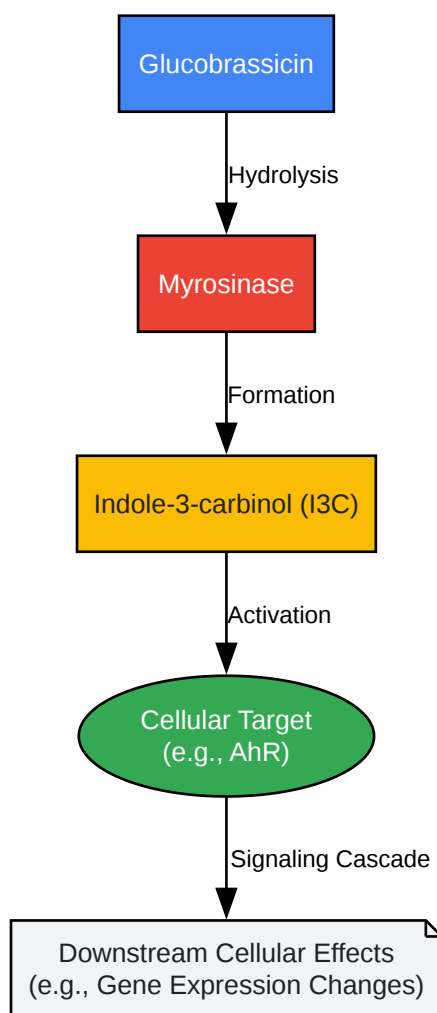 Glucobrassicin
Hydrolysis
Myrosinase
Formation
Indole-3-carbinol (I3C)
Activation
Cellular Target
(e.g., AhR)
Signaling Cascade
Downstream Cellular Effects
(e.g., Gene Expression Changes)